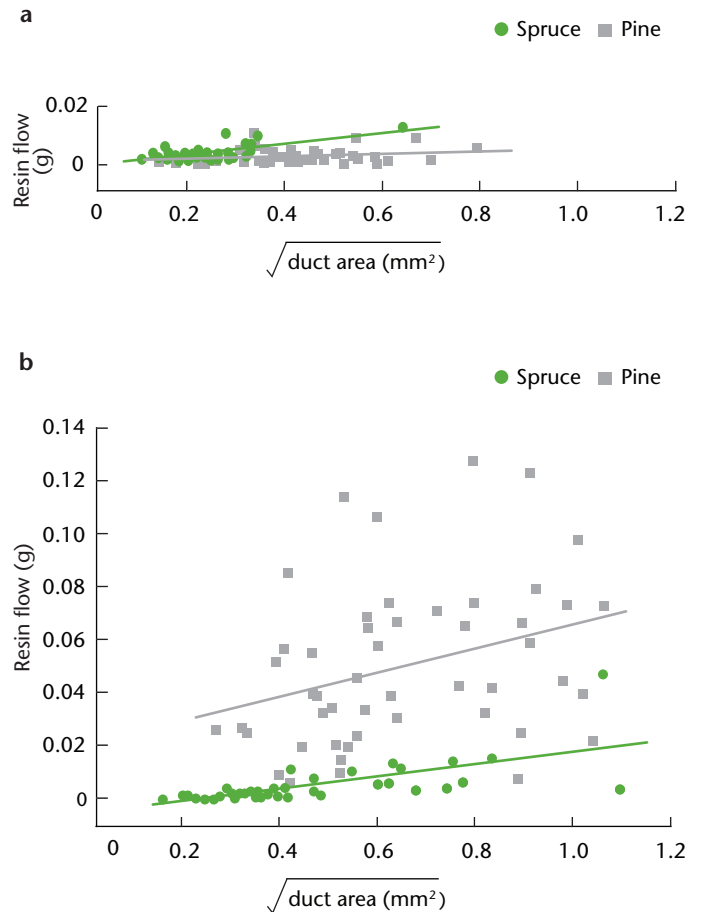 a
Spruce Pine
0.02
0
Resin flow
(g)
0 0.2 0.4 0.6 0.8 1.0 1.2
√duct area (mm²)
b
Spruce Pine
0.14
0.12
0.10
0.08
0.06
0.04
0.02
0
Resin flow (g)
0 0.2 0.4 0.6 0.8 1.0 1.2
√duct area (mm²)